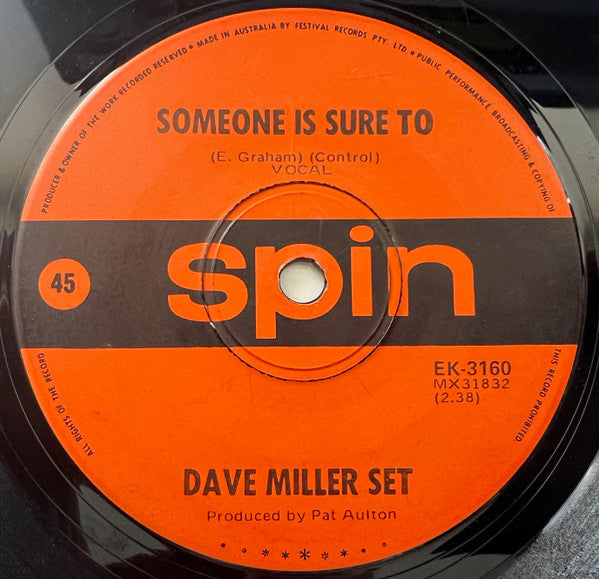 PRODUCER & OWNER OF THE WORK RECORDED RESERVED • MADE IN AUSTRALIA BY FESTIVAL RECORDS PTY. LTD. • PUBLIC PERFORMANCE BROADCASTING & COPYING OF
SOMEONE IS SURE TO
(E. Graham) (Control)
VOCAL
45
spin
EK-3160
MX31832
(2.38)
ALL RIGHTS OF THE RECORD
THIS RECORD PROHIBITED
DAVE MILLER SET
Produced by Pat Aulton